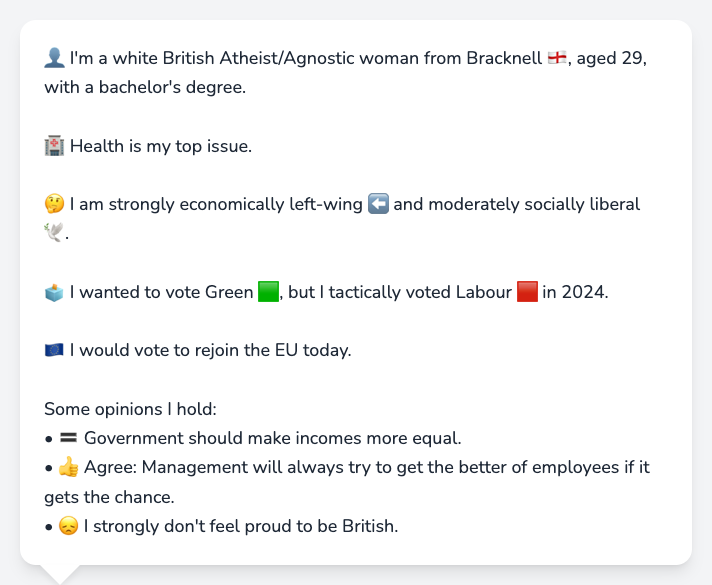 👤 I'm a white British Atheist/Agnostic woman from Bracknell 🏴󠁧󠁢󠁥󠁮󠁧󠁿, aged 29,
with a bachelor's degree.
🏥 Health is my top issue.
🤔 I am strongly economically left-wing ⬅️ and moderately socially liberal
🕊️.
🗳️ I wanted to vote Green 🟩, but I tactically voted Labour 🟥 in 2024.
🇪🇺 I would vote to rejoin the EU today.
Some opinions I hold:
• 🟰 Government should make incomes more equal.
• 👍 Agree: Management will always try to get the better of employees if it
gets the chance.
• 😞 I strongly don't feel proud to be British.